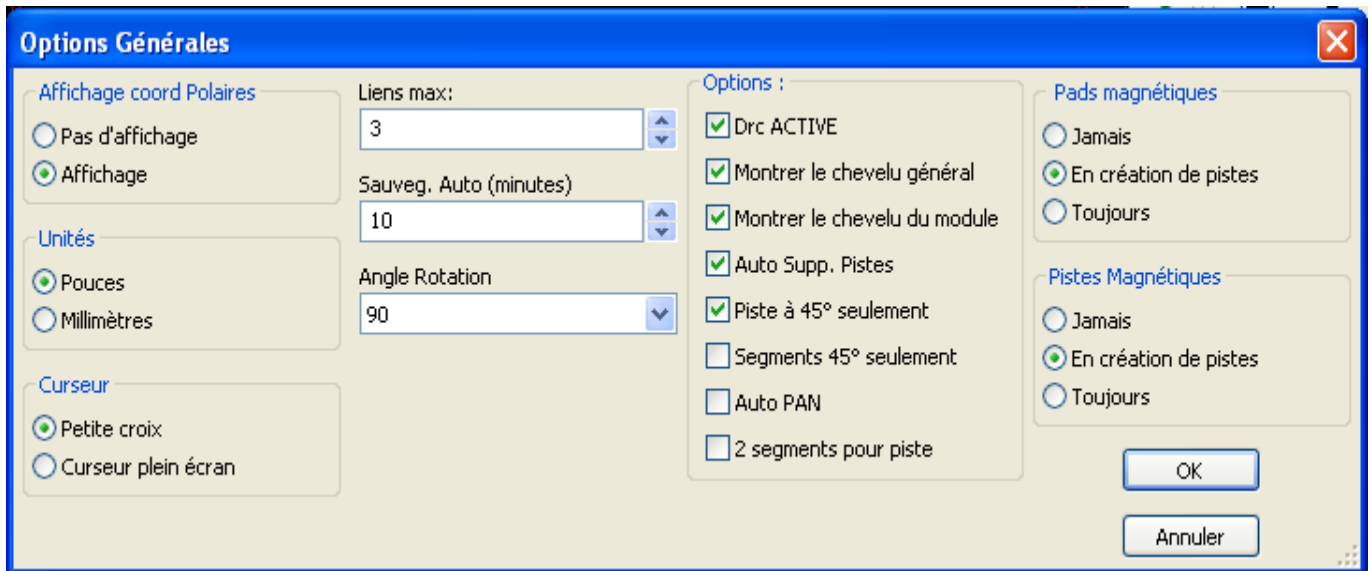 Options Générales
Affichage coord Polaires
Pas d'affichage
Affichage
Unités
Pouces
Millimètres
Curseur
Petite croix
Curseur plein écran
Liens max:
3
Sauveg. Auto (minutes)
10
Angle Rotation
90
Options :
Drc ACTIVE
Montrer le chevelu général
Montrer le chevelu du module
Auto Supp. Pistes
Piste à 45° seulement
Segments 45° seulement
Auto PAN
2 segments pour piste
Pads magnétiques
Jamais
En création de pistes
Toujours
Pistes Magnétiques
Jamais
En création de pistes
Toujours
OK
Annuler